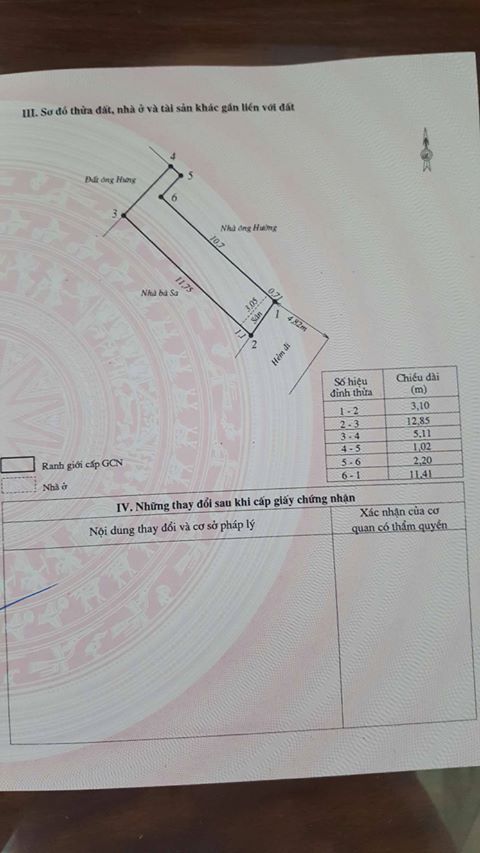 III. Sơ đồ thửa đất, nhà ở và tài sản khác gắn liền với đất
4
Đất ông Hưng
5
3
6
Nhà ông Hường
10.7
11.75
Nhà bà Sa
0.71
3.05
Sân
1
4,92m
1.1
2
Hẻm đi
Số hiệu đỉnh thửa | Chiều dài (m)
1 - 2 | 3,10
2 - 3 | 12,85
3 - 4 | 5,11
4 - 5 | 1,02
5 - 6 | 2,20
6 - 1 | 11,41
Ranh giới cấp GCN
Nhà ở
IV. Những thay đổi sau khi cấp giấy chứng nhận
Nội dung thay đổi và cơ sở pháp lý
Xác nhận của cơ
quan có thẩm quyền